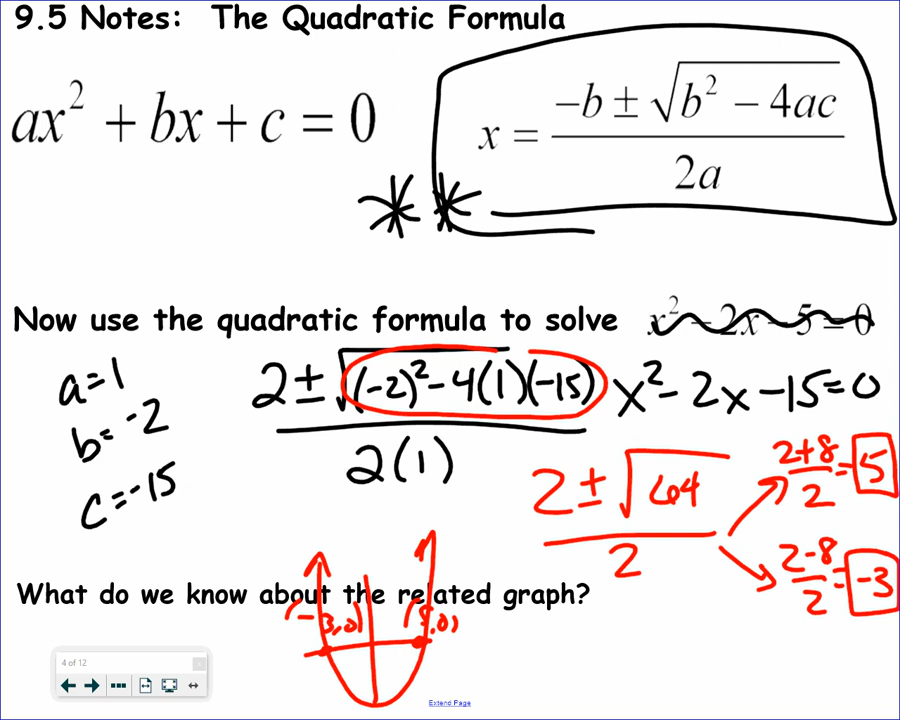 9.5 Notes: The Quadratic Formula
ax² + bx + c = 0
x = (-b ± √(b² - 4ac)) / 2a
Now use the quadratic formula to solve x² - 2x - 5 = 0
a=1
b=-2
c=-15
(2 ± √((-2)² - 4(1)(-15))) / 2(1)
x² - 2x - 15 = 0
(2 ± √64) / 2
(2+8)/2 = 5
(2-8)/2 = -3
What do we know about the related graph?
(-3,0) (5,0)
4 of 12
Extend Page